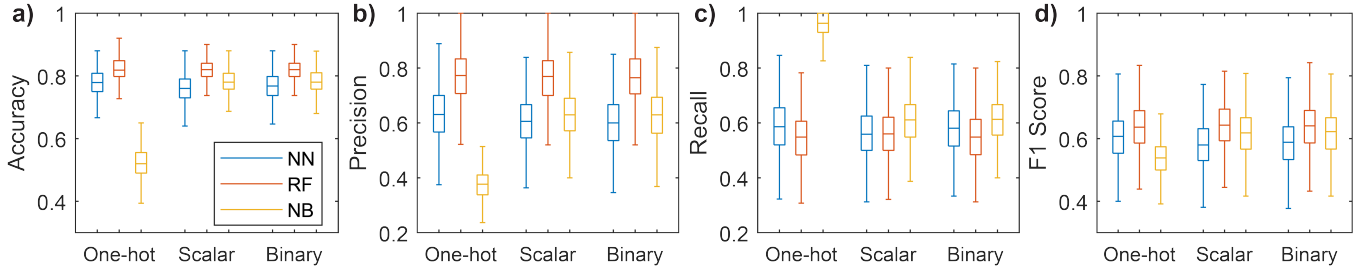 a)
Accuracy
0.8
0.6
0.4
One-hot Scalar Binary
NN
RF
NB
b)
Precision
1
0.8
0.6
0.4
0.2
One-hot Scalar Binary
c)
Recall
1
0.8
0.6
0.4
0.2
One-hot Scalar Binary
d)
F1 Score
1
0.8
0.6
0.4
One-hot Scalar Binary